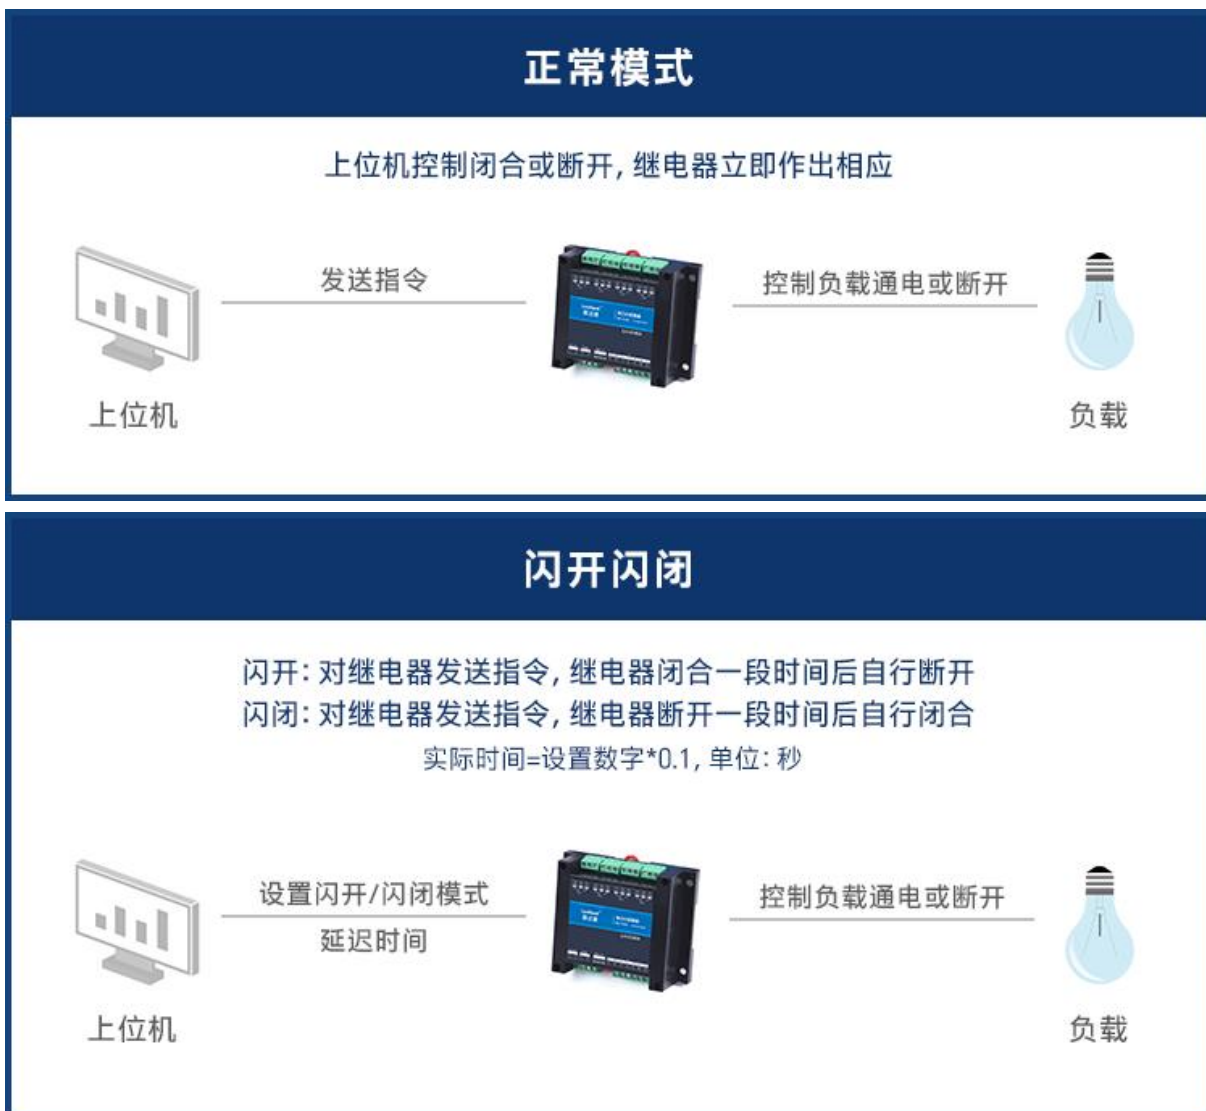 正常模式
上位机控制闭合或断开, 继电器立即作出相应
发送指令
控制负载通电或断开
上位机
负载
闪开闪闭
闪开: 对继电器发送指令, 继电器闭合一段时间后自行断开
闪闭: 对继电器发送指令, 继电器断开一段时间后自行闭合
实际时间=设置数字*0.1, 单位: 秒
设置闪开/闪闭模式
延迟时间
控制负载通电或断开
上位机
负载